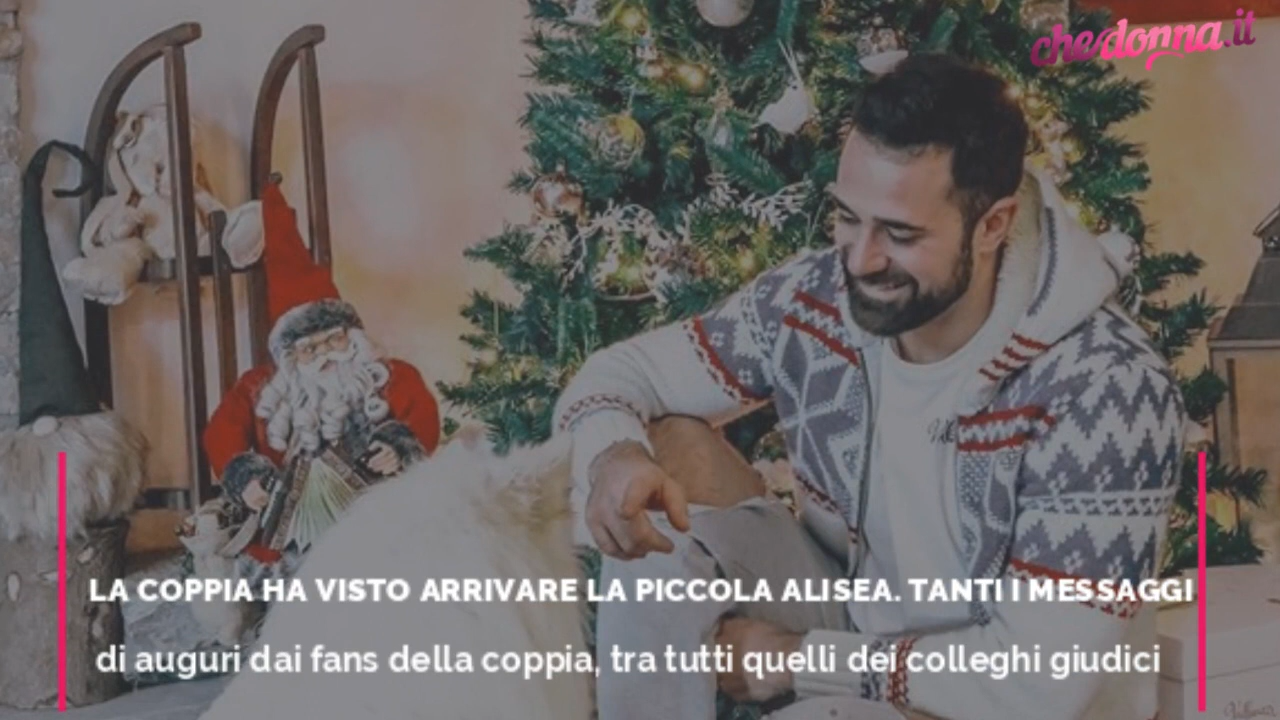 chedonna.it
LA COPPIA HA VISTO ARRIVARE LA PICCOLA ALISEA. TANTI I MESSAGGI
di auguri dai fans della coppia, tra tutti quelli dei colleghi giudici